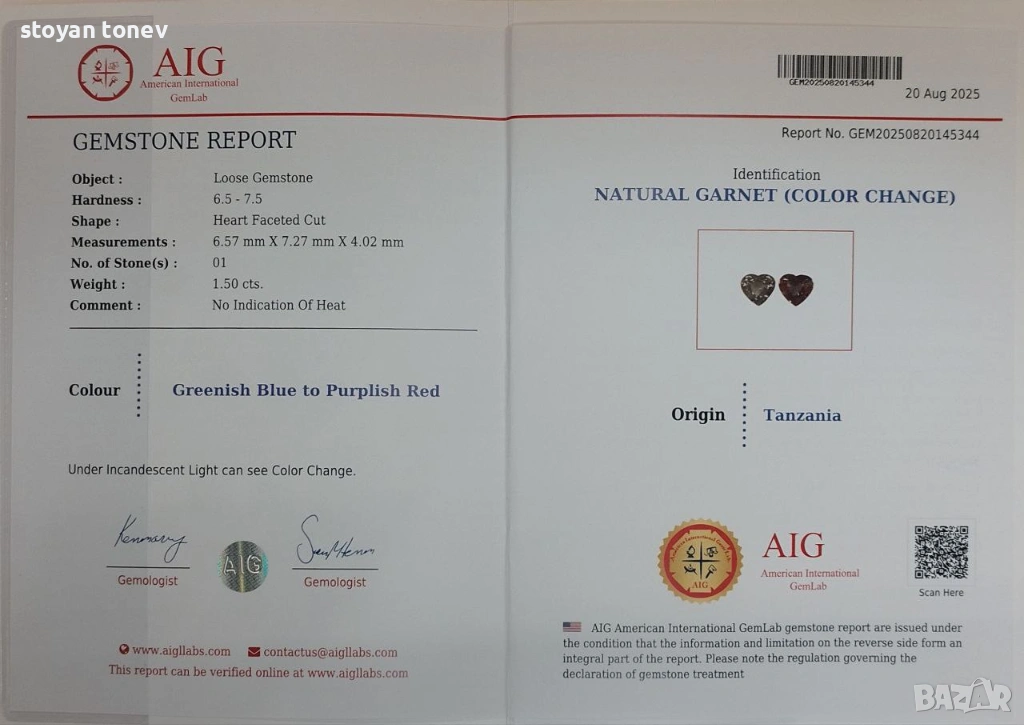 stoyan tonev
AIG
American International
GemLab
GEMSTONE REPORT
Object : Loose Gemstone
Hardness : 6.5 - 7.5
Shape : Heart Faceted Cut
Measurements : 6.57 mm X 7.27 mm X 4.02 mm
No. of Stone(s) : 01
Weight : 1.50 cts.
Comment : No Indication Of Heat
Colour Greenish Blue to Purplish Red
Under Incandescent Light can see Color Change.
AIG
Gemologist Gemologist
www.aigllabs.com contactus@aigllabs.com
This report can be verified online at www.aigllabs.com
GEM20250820145344
20 Aug 2025
Report No. GEM20250820145344
Identification
NATURAL GARNET (COLOR CHANGE)
Origin Tanzania
American International GemLab
AIG
AIG
American International
GemLab
Scan Here
AIG American International GemLab gemstone report are issued under
the condition that the information and limitation on the reverse side form an
integral part of the report. Please note the regulation governing the
declaration of gemstone treatment
BAZAR